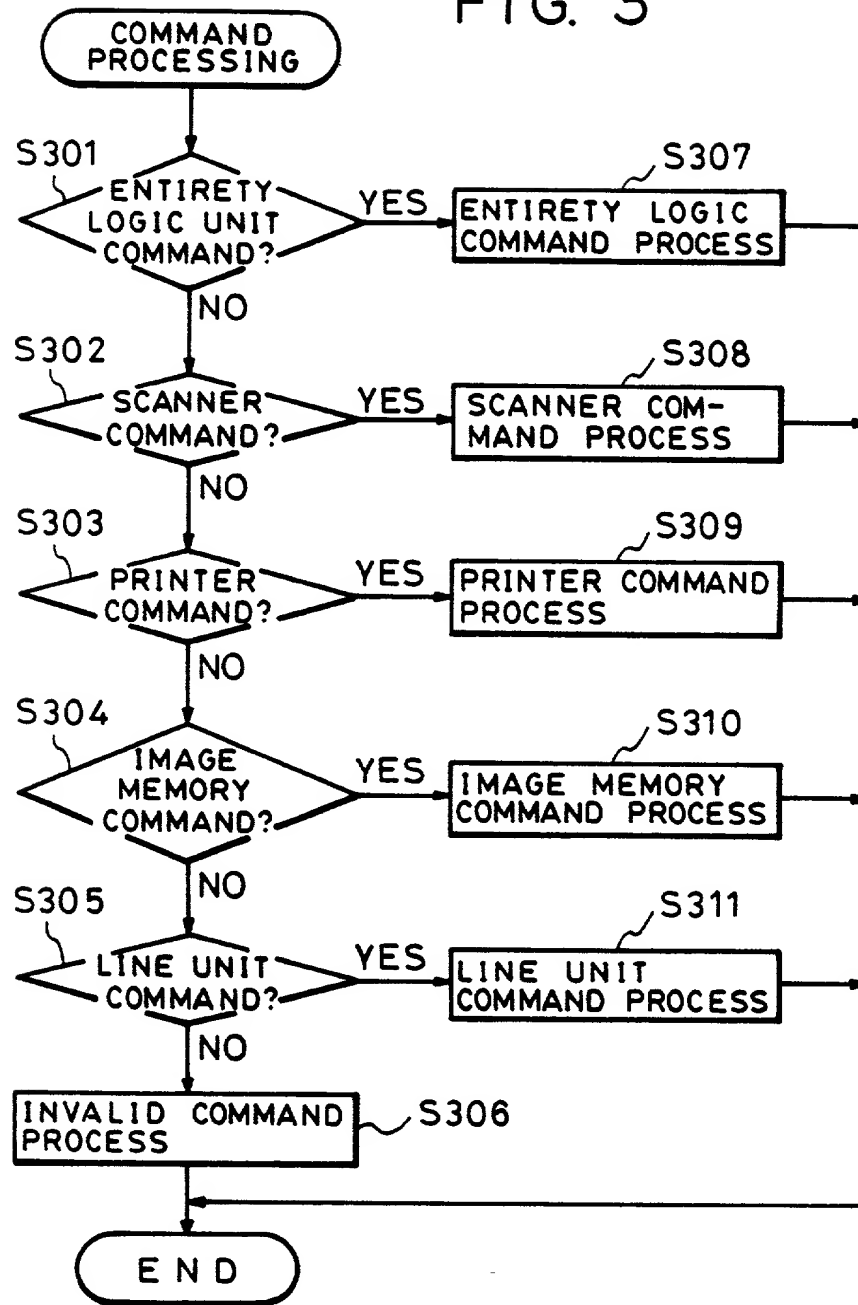 FIG. 3
COMMAND
PROCESSING
S301
ENTIRETY
LOGIC UNIT
COMMAND?
YES
S307
ENTIRETY LOGIC
COMMAND PROCESS
NO
S302
SCANNER
COMMAND?
YES
S308
SCANNER COM-
MAND PROCESS
NO
S303
PRINTER
COMMAND?
YES
S309
PRINTER COMMAND
PROCESS
NO
S304
IMAGE
MEMORY
COMMAND?
YES
S310
IMAGE MEMORY
COMMAND PROCESS
NO
S305
LINE UNIT
COMMAND?
YES
S311
LINE UNIT
COMMAND PROCESS
NO
INVALID COMMAND
PROCESS
S306
END